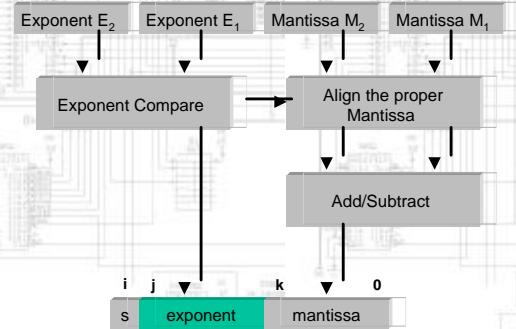 Exponent E2 Exponent E1 Mantissa M2 Mantissa M1
Exponent Compare
Align the proper
Mantissa
Add/Subtract
i j k 0
s exponent mantissa